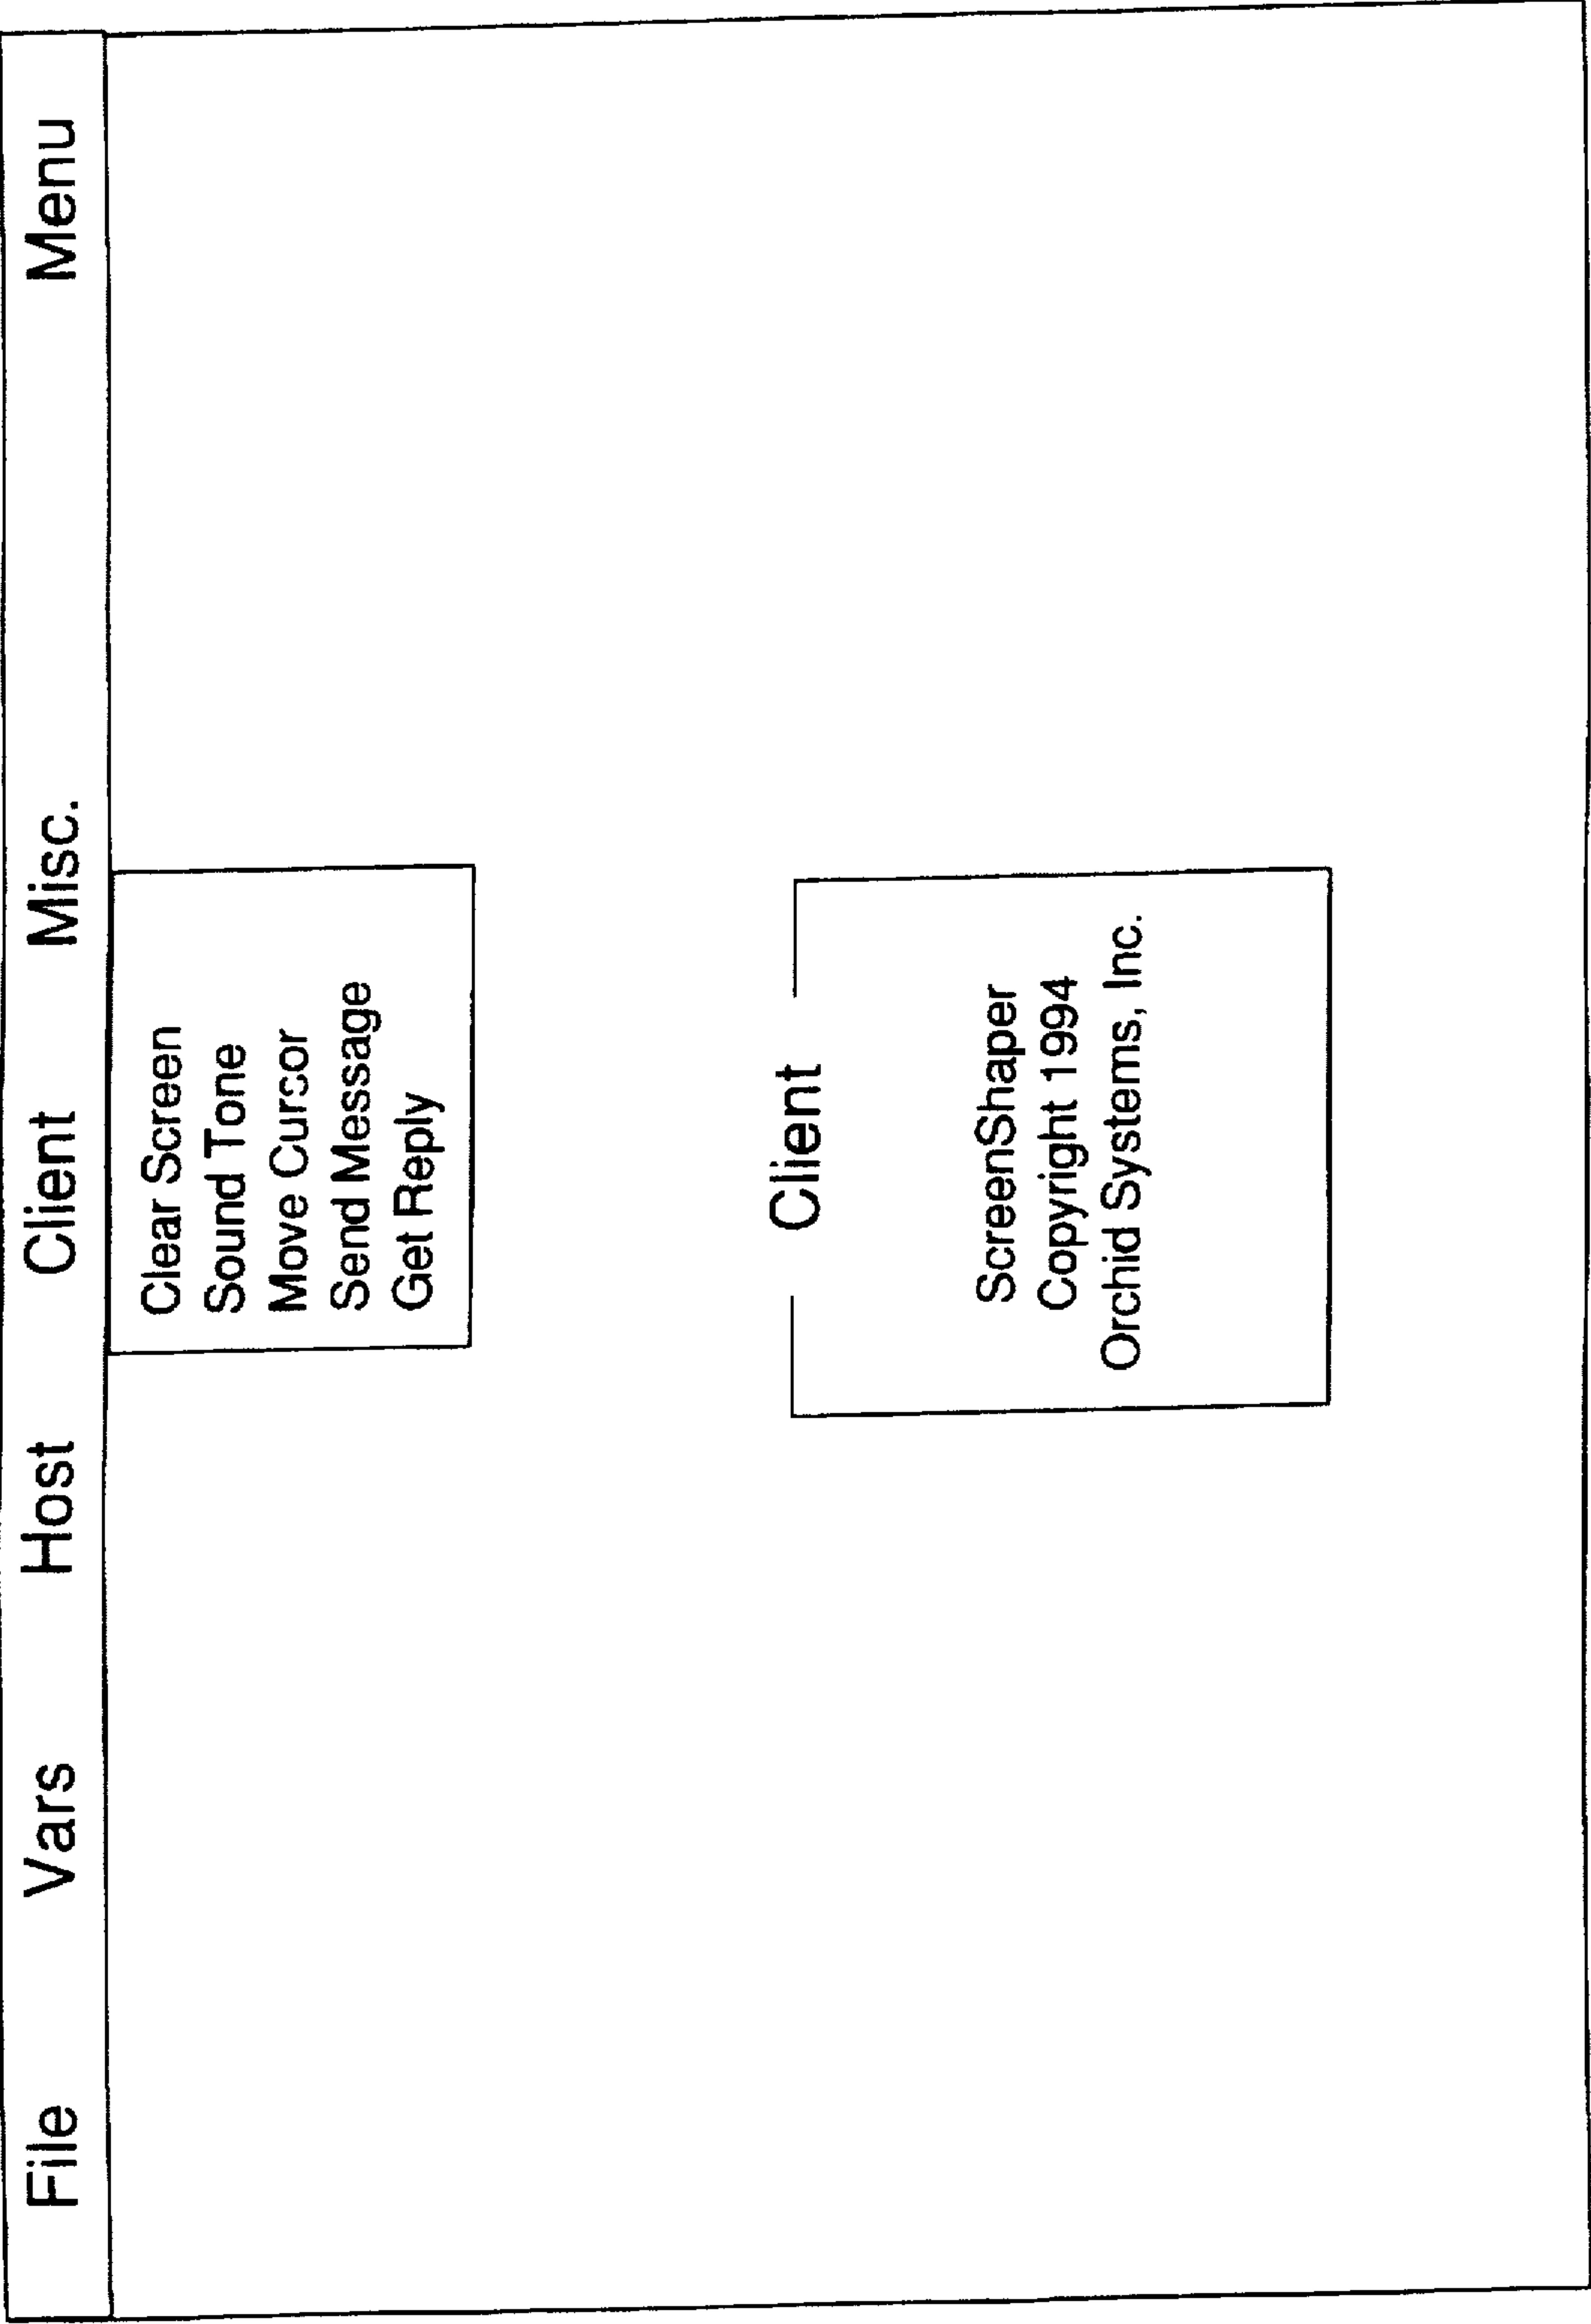 File Vars Host Client Misc. Menu
Clear Screen
Sound Tone
Move Cursor
Send Message
Get Reply
Client
ScreenShaper
Copyright 1994
Orchid Systems, Inc.